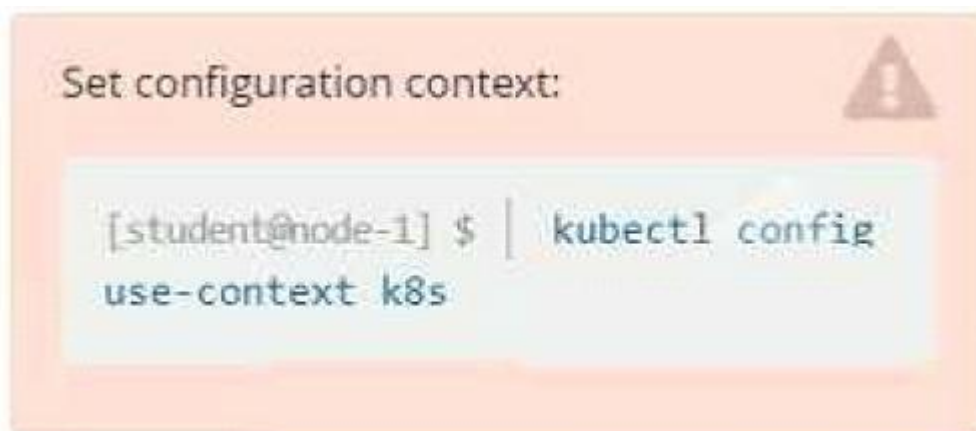 Set configuration context:
[student@node-1] $ | kubectl config
use-context k8s